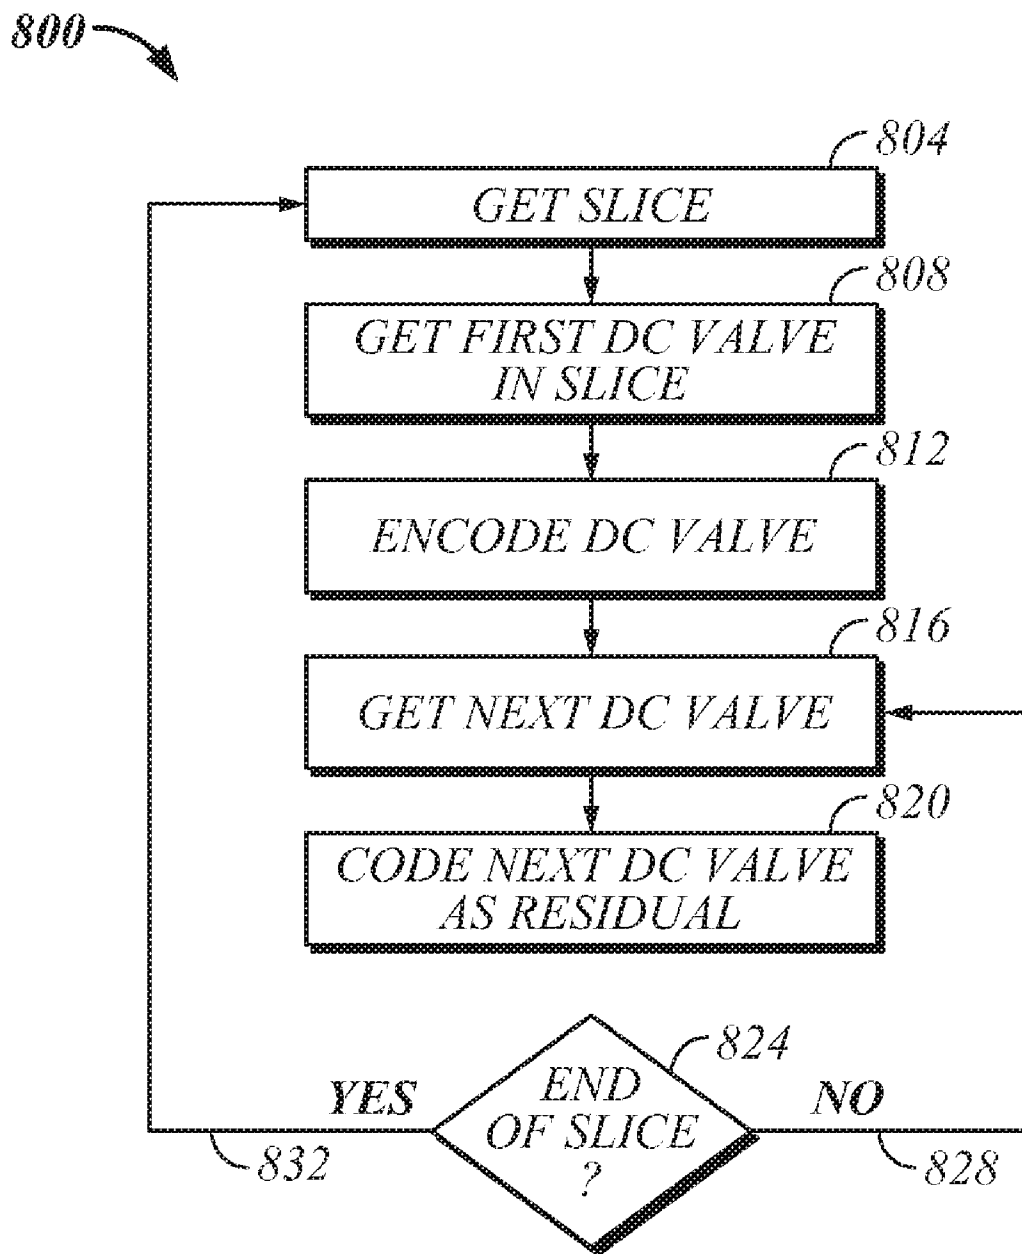 800
804
GET SLICE
808
GET FIRST DC VALVE
IN SLICE
812
ENCODE DC VALVE
816
GET NEXT DC VALVE
820
CODE NEXT DC VALVE
AS RESIDUAL
824
END
OF SLICE
?
YES
NO
832
828